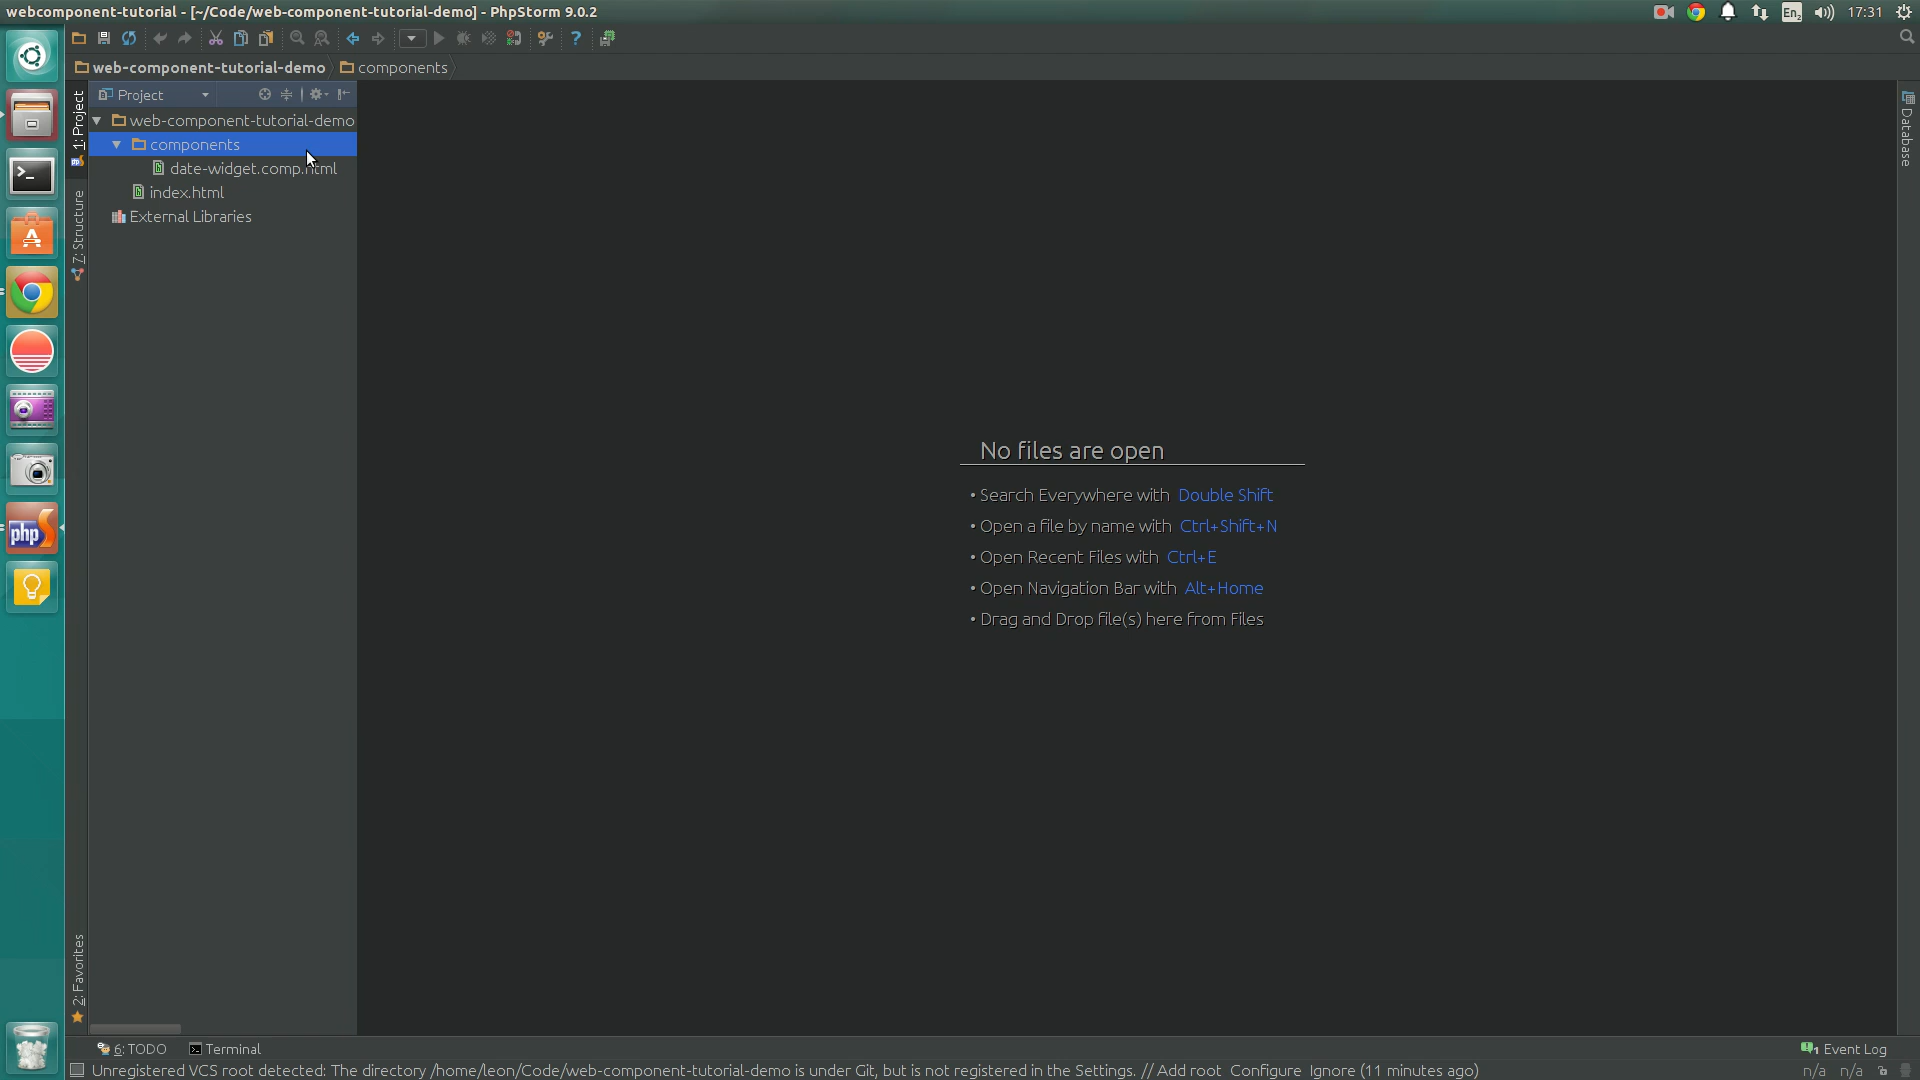 webcomponent-tutorial - [~/Code/web-component-tutorial-demo] - PhpStorm 9.0.2
En2
17:31
web-component-tutorial-demo
components
Project
web-component-tutorial-demo
components
date-widget.comp.html
index.html
External Libraries
1: Project
7: Structure
2: Favorites
Database
php
No files are open
• Search Everywhere with Double Shift
• Open a file by name with Ctrl+Shift+N
• Open Recent Files with Ctrl+E
• Open Navigation Bar with Alt+Home
• Drag and Drop file(s) here from Files
6: TODO
Terminal
1 Event Log
Unregistered VCS root detected: The directory /home/leon/Code/web-component-tutorial-demo is under Git, but is not registered in the Settings. // Add root  Configure  Ignore (11 minutes ago)
n/a n/a